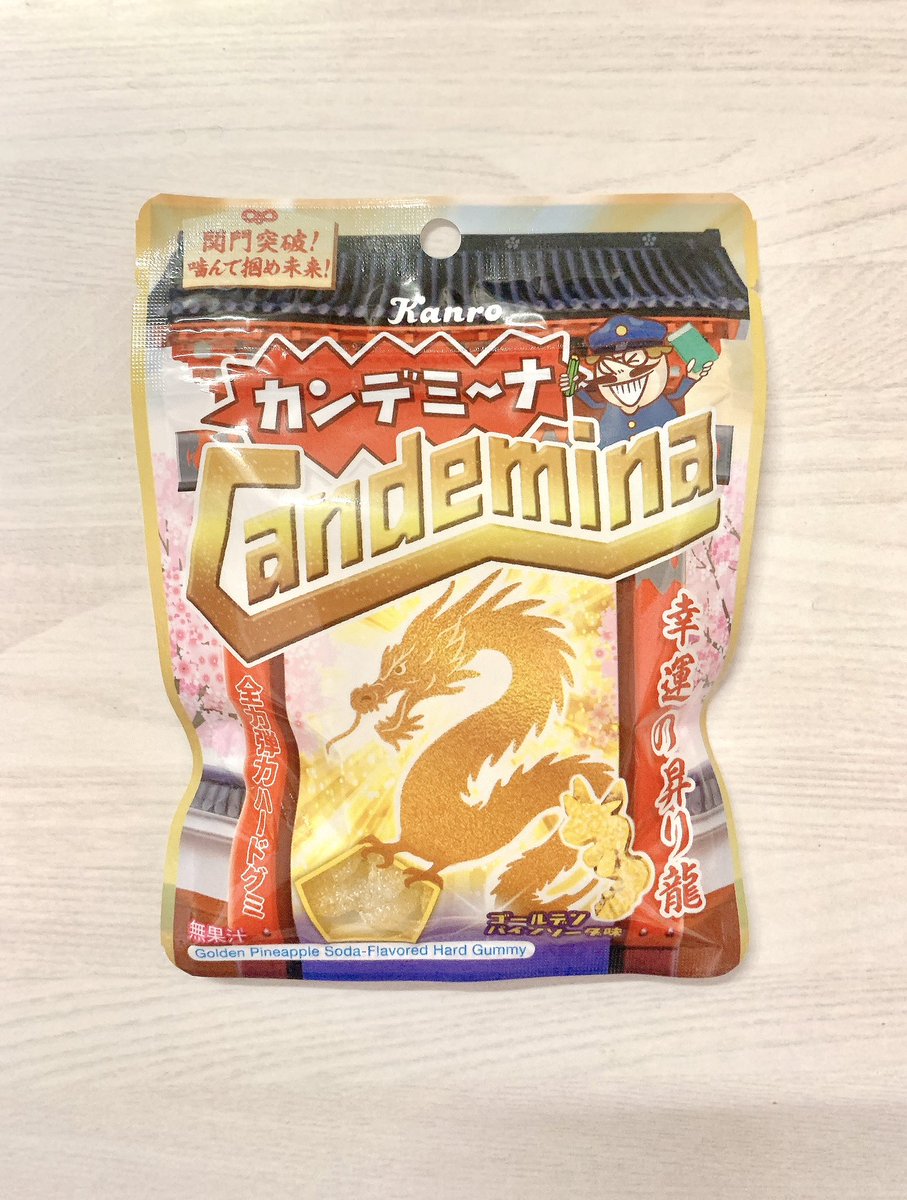 関門突破！
噛んで掴め未来！
Kanro
カンデミ〜ナ
Candemina
幸運の昇り龍
全力弾力ハードグミ
ゴールデン
パインソーダ味
無果汁
Golden Pineapple Soda-Flavored Hard Gummy